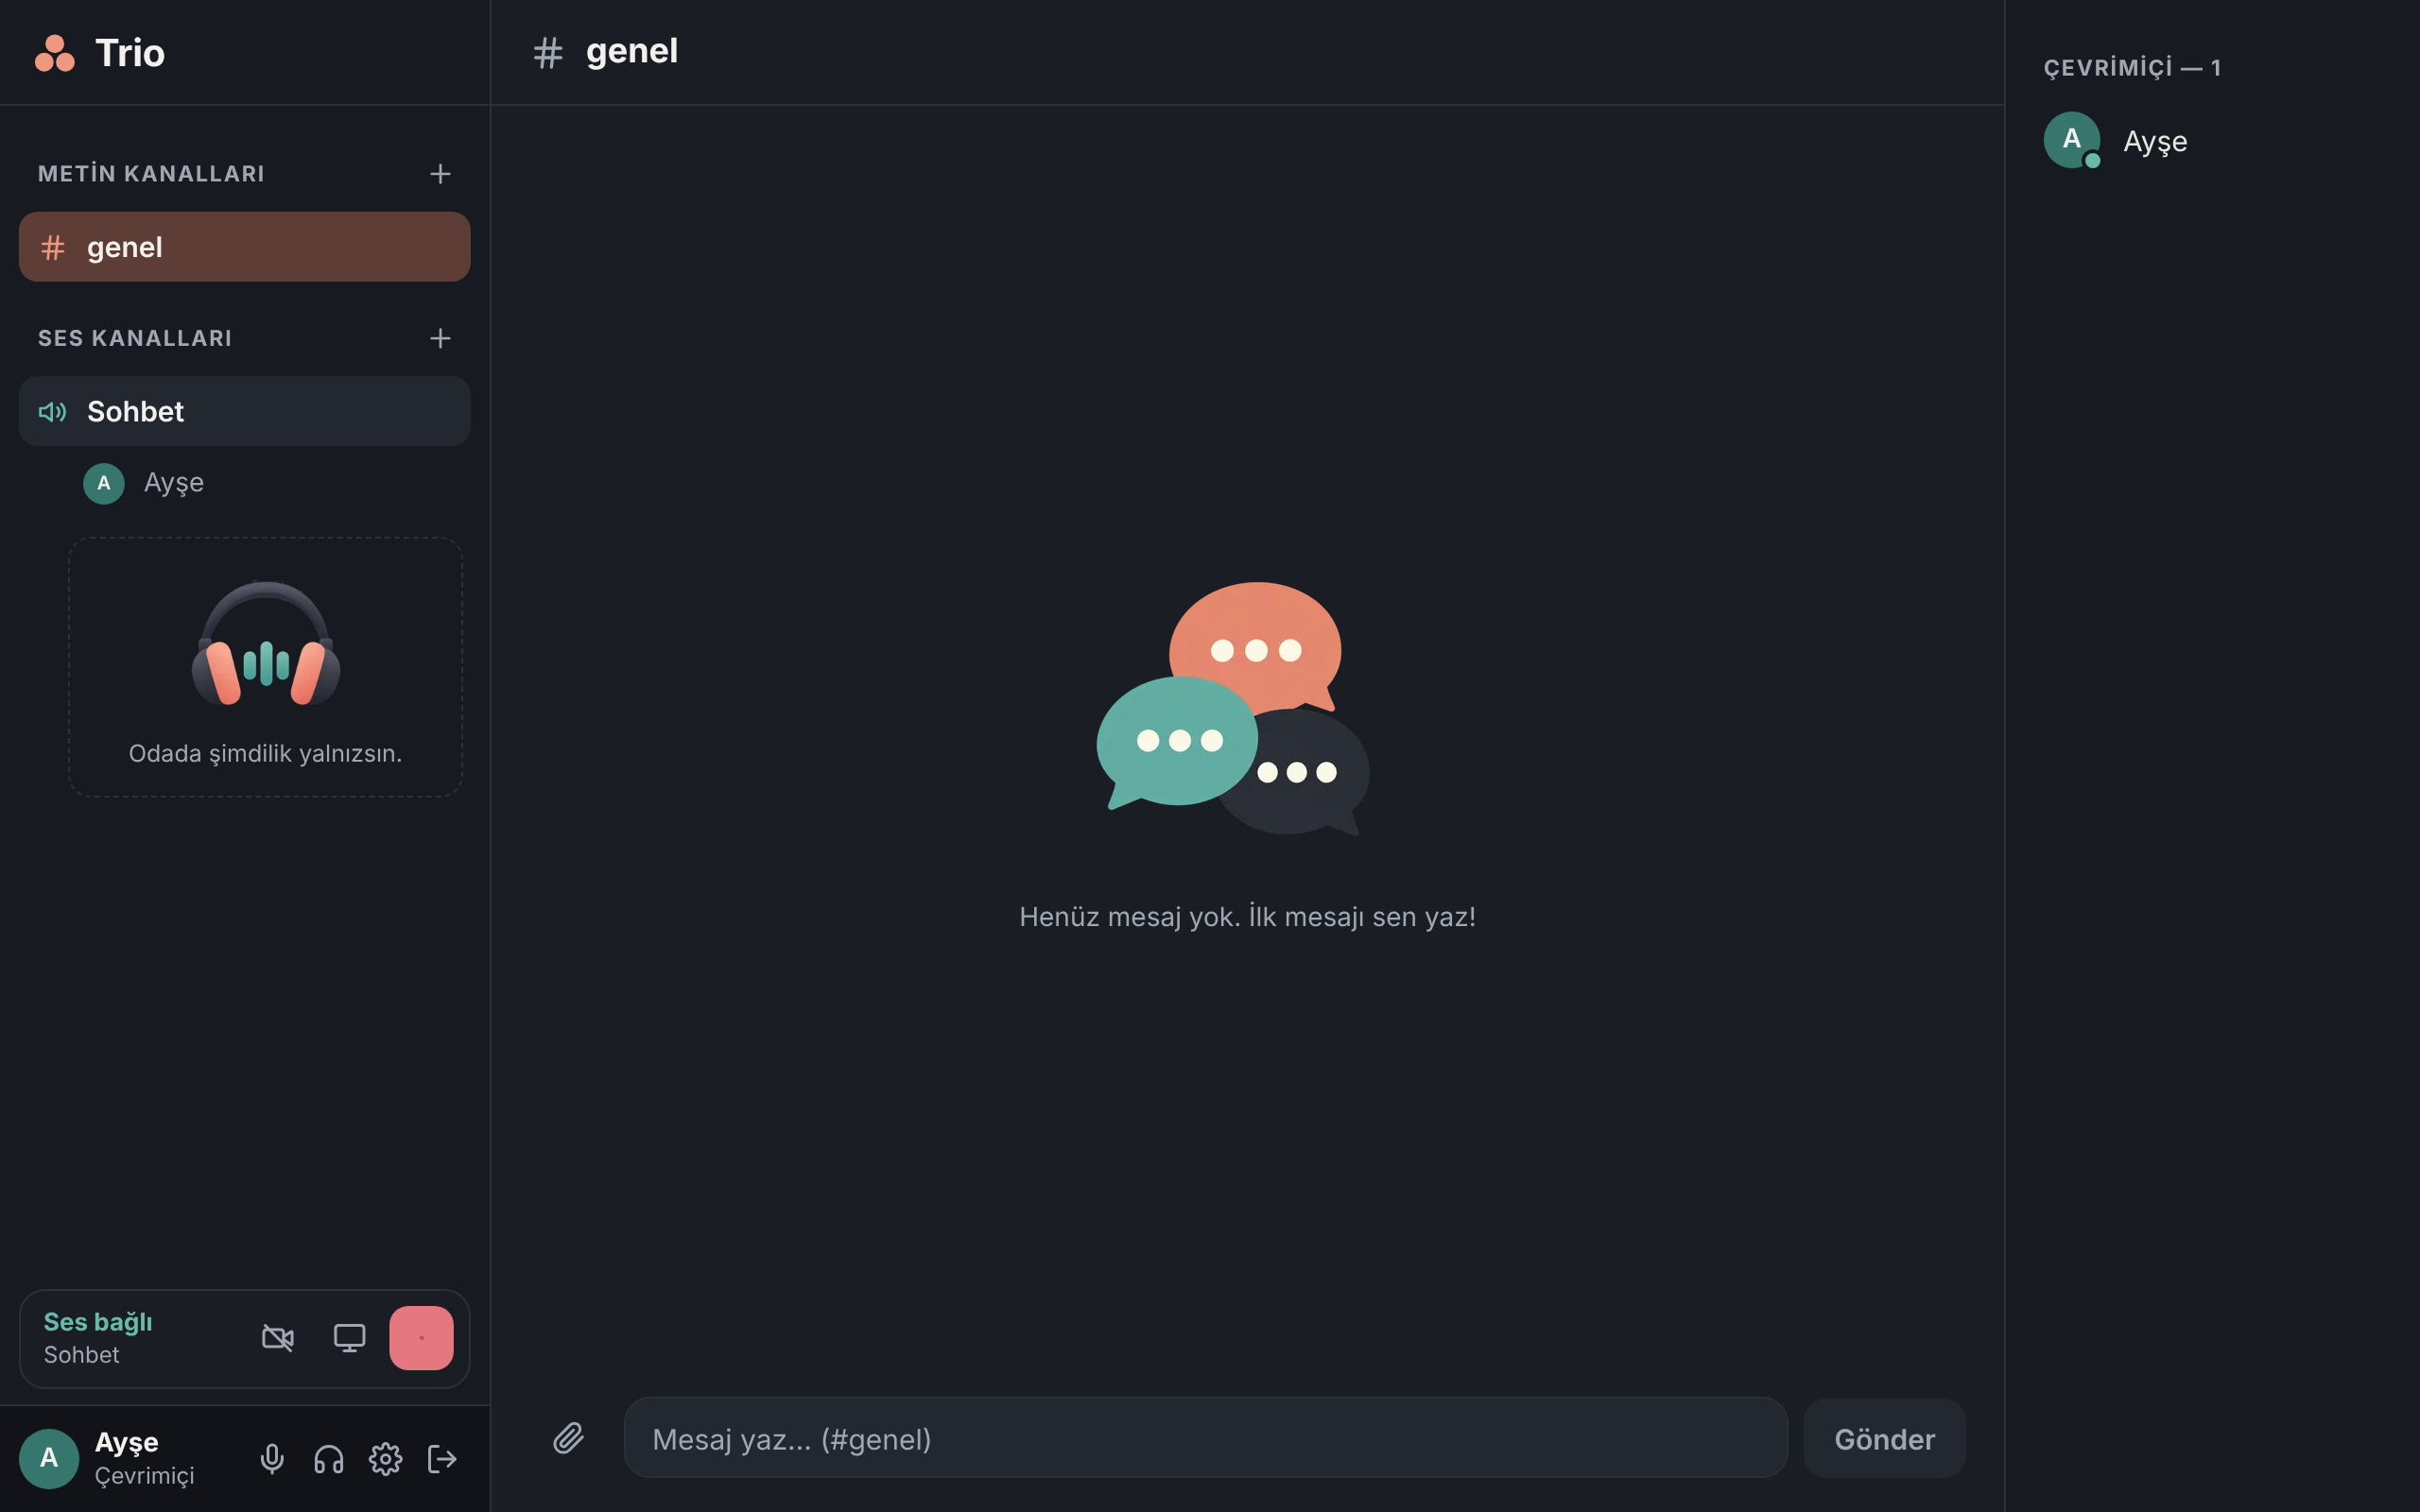 Trio
METİN KANALLARI
genel
SES KANALLARI
Sohbet
A Ayşe
Odada şimdilik yalnızsın.
Ses bağlı
Sohbet
A
Ayşe
Çevrimiçi
# genel
Henüz mesaj yok. İlk mesajı sen yaz!
Mesaj yaz... (#genel)
Gönder
ÇEVRİMİÇİ — 1
A Ayşe